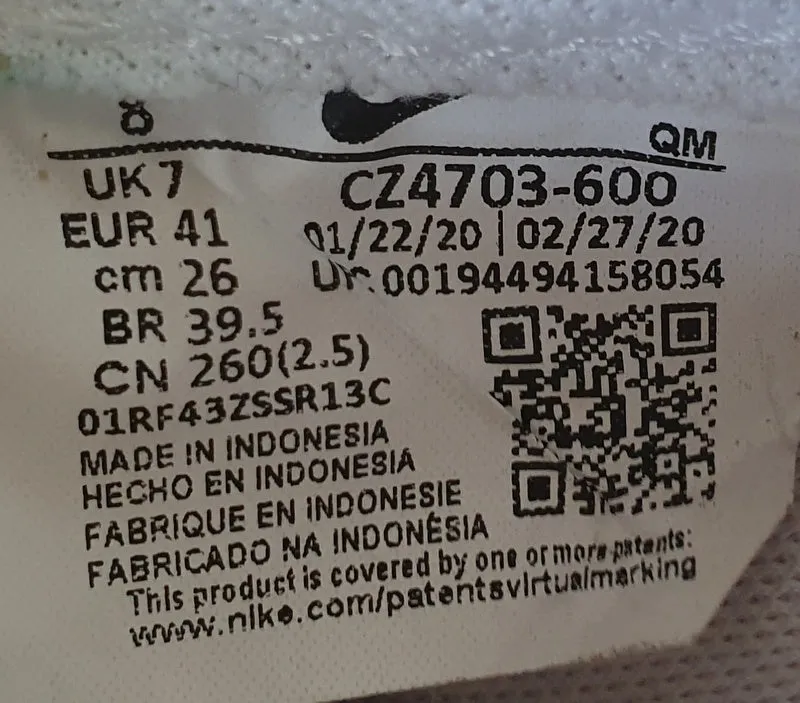 8
QM
UK 7
EUR 41
cm 26
BR 39.5
CN 260(2.5)
01RF43ZSSR13C
CZ4703-600
01/22/20 | 02/27/20
00194494158054
MADE IN INDONESIA
HECHO EN INDONESIA
FABRIQUE EN INDONESIE
FABRICADO NA INDONÉSIA
This product is covered by one or more patents:
www.nike.com/patentsvirtualmarking